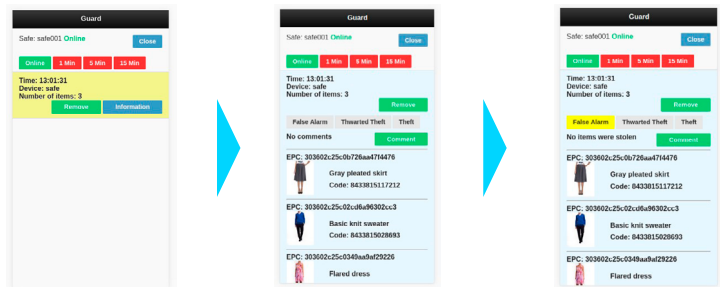 Guard
Safe: safe001 Online
Close
Online 1 Min 5 Min 15 Min
Time: 13:01:31
Device: safe
Number of items: 3
Remove Information
Guard
Safe: safe001 Online
Close
Online 1 Min 5 Min 15 Min
Time: 13:01:31
Device: safe
Number of items: 3
Remove
False Alarm Thwarted Theft Theft
No comments Comment
EPC: 303602c25c0b726aa47f4476
Gray pleated skirt
Code: 8433815117212
EPC: 303602c25c02cd6a96302cc3
Basic knit sweater
Code: 8433815028693
EPC: 303602c25c0349aa9af29226
Flared dress
Guard
Safe: safe001 Online
Close
Online 1 Min 5 Min 15 Min
Time: 13:01:31
Device: safe
Number of items: 3
Remove
False Alarm Thwarted Theft Theft
No items were stolen Comment
EPC: 303602c25c0b726aa47f4476
Gray pleated skirt
Code: 8433815117212
EPC: 303602c25c02cd6a96302cc3
Basic knit sweater
Code: 8433815028693
EPC: 303602c25c0349aa9af29226
Flared dress